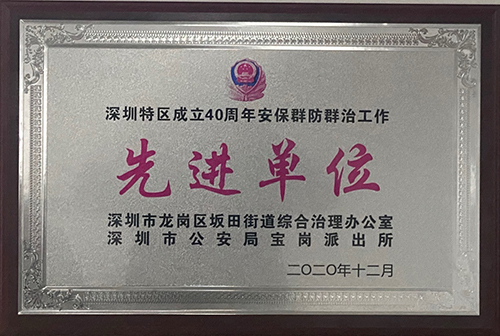 深圳特区成立40周年安保群防群治工作
先进单位
深圳市龙岗区坂田街道综合治理办公室
深圳市公安局宝岗派出所
二〇二〇年十二月